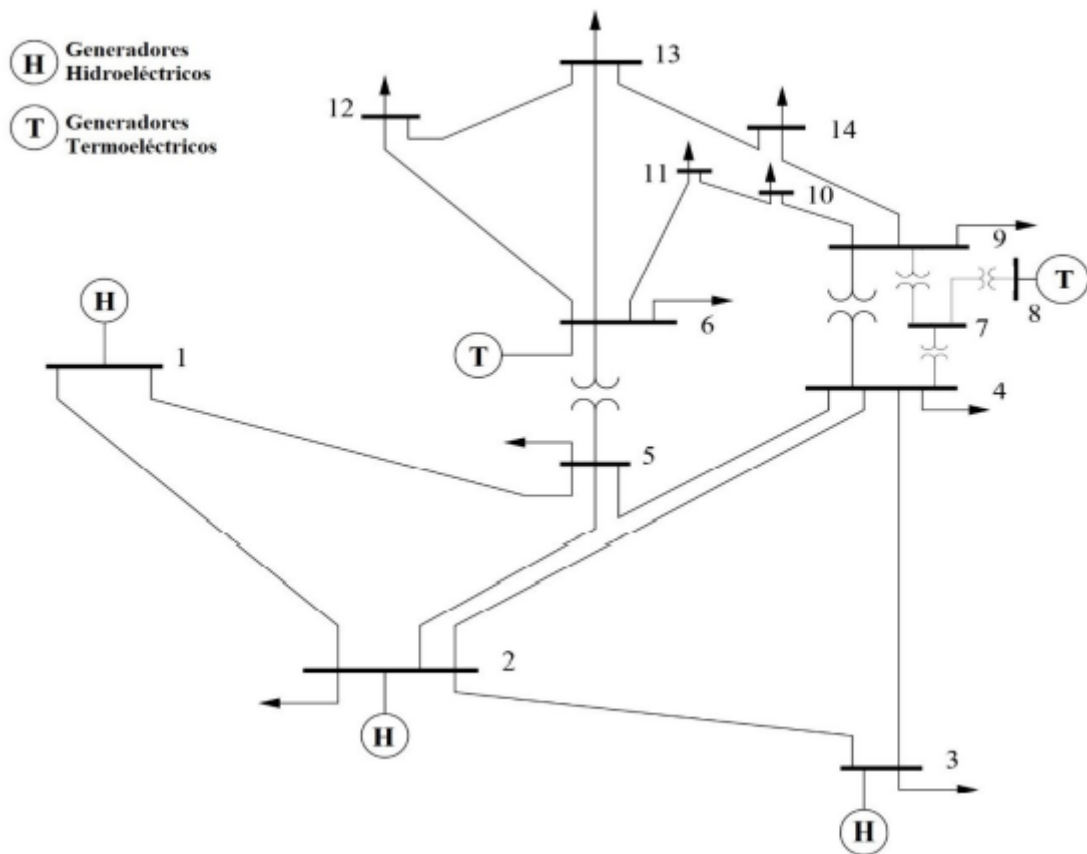 H Generadores
Hidroeléctricos
T Generadores
Termoeléctricos
13
12
14
11
10
9
T
8
H
6
7
1
T
4
5
2
H
3
H